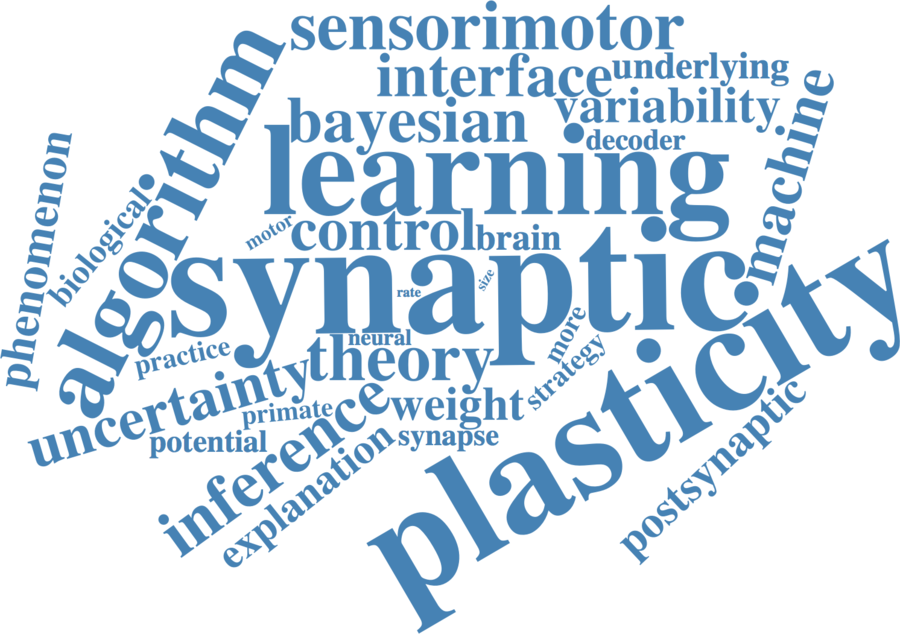 sensorimotor
interface
underlying
variability
bayesian
decoder
machine
algorithm
learning
phenomenon
biological
motor
control
brain
synaptic
size
rate
plasticity
neural
theory
more
practice
strategy
uncertainty
primate
weight
potential
synapse
inference
explanation
postsynaptic